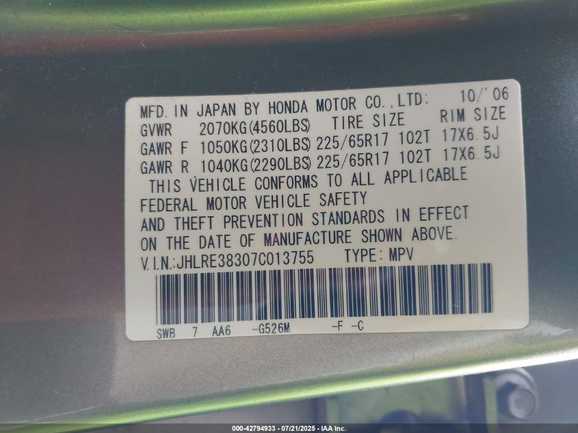 MFD. IN JAPAN BY HONDA MOTOR CO., LTD: 10/'06
GVWR 2070KG(4560LBS) TIRE SIZE RIM SIZE
GAWR F 1050KG(2310LBS) 225/65R17 102T 17X6.5J
GAWR R 1040KG(2290LBS) 225/65R17 102T 17X6.5J
THIS VEHICLE CONFORMS TO ALL APPLICABLE
FEDERAL MOTOR VEHICLE SAFETY
AND THEFT PREVENTION STANDARDS IN EFFECT
ON THE DATE OF MANUFACTURE SHOWN ABOVE.
V.I.N.:JHLRE38307C013755 TYPE: MPV
SWB 7 AA6 -G526M -F -C
000-42794933 - 07/21/2025 - IAA Inc.